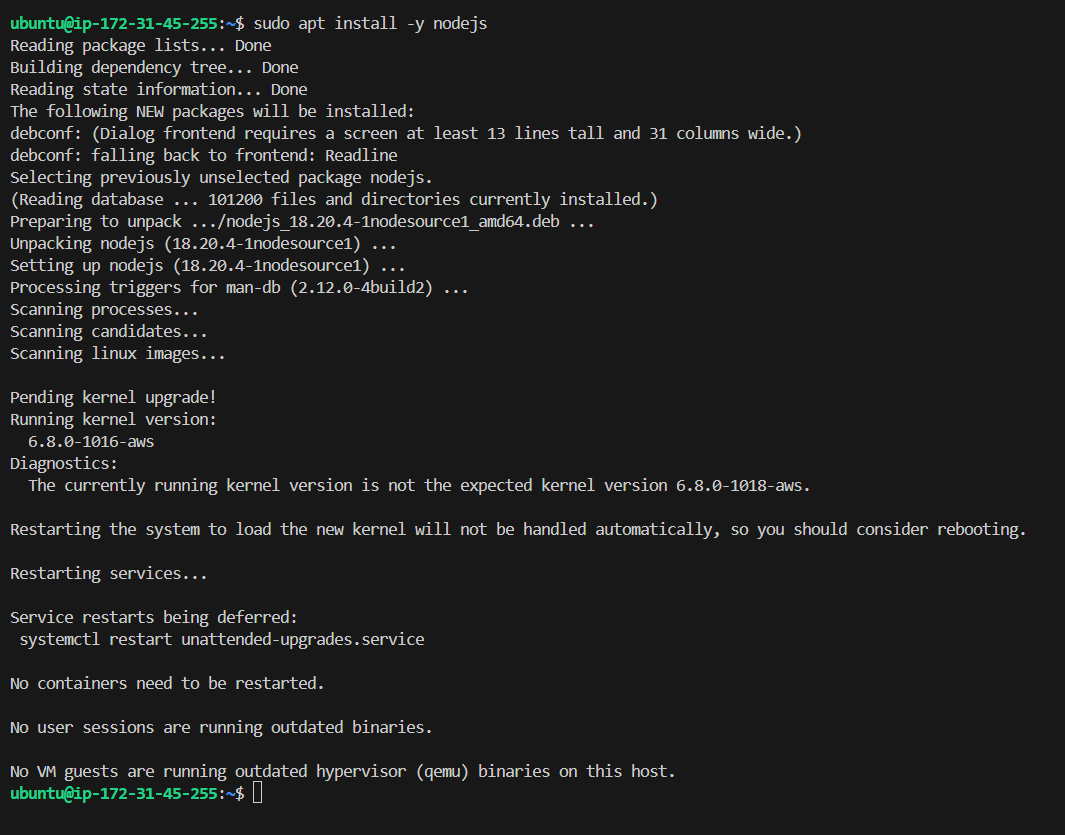 ubuntu@ip-172-31-45-255:~$ sudo apt install -y nodejs
Reading package lists... Done
Building dependency tree... Done
Reading state information... Done
The following NEW packages will be installed:
debconf: (Dialog frontend requires a screen at least 13 lines tall and 31 columns wide.)
debconf: falling back to frontend: Readline
Selecting previously unselected package nodejs.
(Reading database ... 101200 files and directories currently installed.)
Preparing to unpack .../nodejs_18.20.4-1nodesource1_amd64.deb ...
Unpacking nodejs (18.20.4-1nodesource1) ...
Setting up nodejs (18.20.4-1nodesource1) ...
Processing triggers for man-db (2.12.0-4build2) ...
Scanning processes...
Scanning candidates...
Scanning linux images...

Pending kernel upgrade!
Running kernel version:
  6.8.0-1016-aws
Diagnostics:
  The currently running kernel version is not the expected kernel version 6.8.0-1018-aws.

Restarting the system to load the new kernel will not be handled automatically, so you should consider rebooting.

Restarting services...

Service restarts being deferred:
 systemctl restart unattended-upgrades.service

No containers need to be restarted.

No user sessions are running outdated binaries.

No VM guests are running outdated hypervisor (qemu) binaries on this host.
ubuntu@ip-172-31-45-255:~$